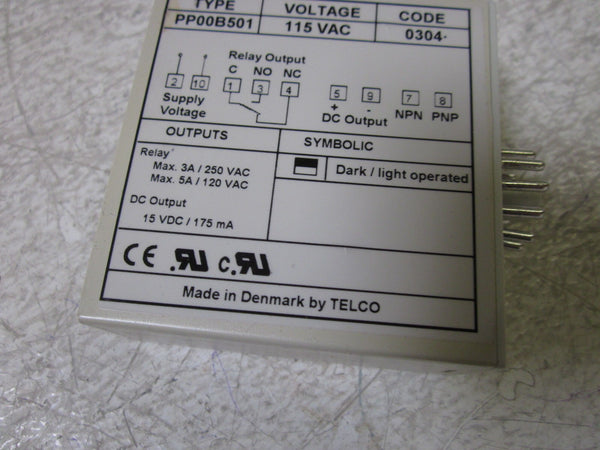 TYPE VOLTAGE CODE
PP00B501 115 VAC 0304-
Relay Output
C NO NC
2 10 1 3 4 5 9 7 8
+ -
Supply Voltage
DC Output
NPN PNP
OUTPUTS
Relay
Max. 3A / 250 VAC
Max. 5A / 120 VAC
DC Output
15 VDC / 175 mA
SYMBOLIC
Dark / light operated
CE RU c RU
Made in Denmark by TELCO